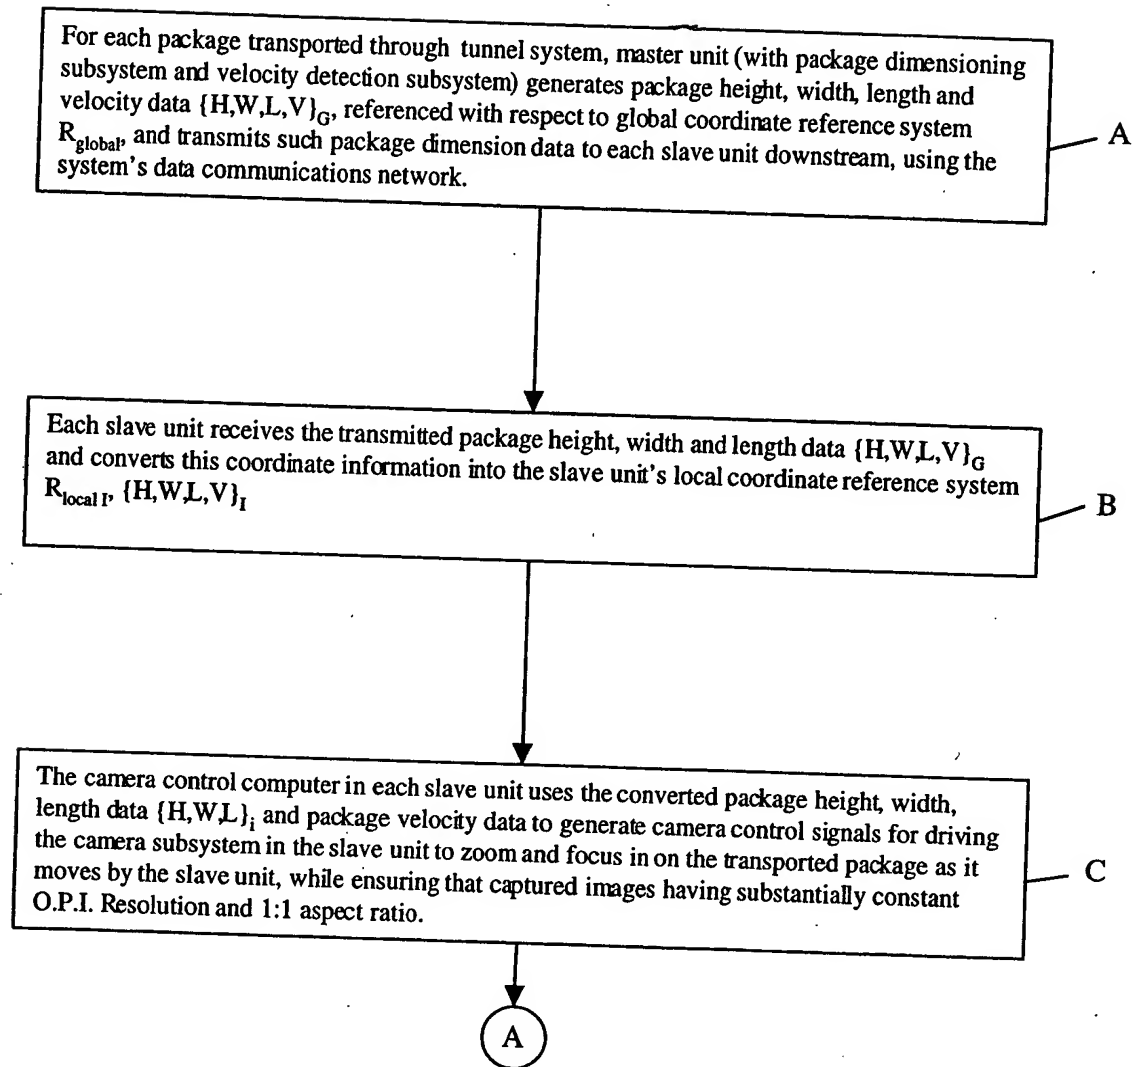 For each package transported through tunnel system, master unit (with package dimensioning
subsystem and velocity detection subsystem) generates package height, width, length and
velocity data {H,W,L,V}G, referenced with respect to global coordinate reference system
Rglobal, and transmits such package dimension data to each slave unit downstream, using the
system's data communications network.
A
Each slave unit receives the transmitted package height, width and length data {H,W,L,V}G
and converts this coordinate information into the slave unit's local coordinate reference system
Rlocal I, {H,W,L,V}I
B
The camera control computer in each slave unit uses the converted package height, width,
length data {H,W,L}i and package velocity data to generate camera control signals for driving
the camera subsystem in the slave unit to zoom and focus in on the transported package as it
moves by the slave unit, while ensuring that captured images having substantially constant
O.P.I. Resolution and 1:1 aspect ratio.
C
A